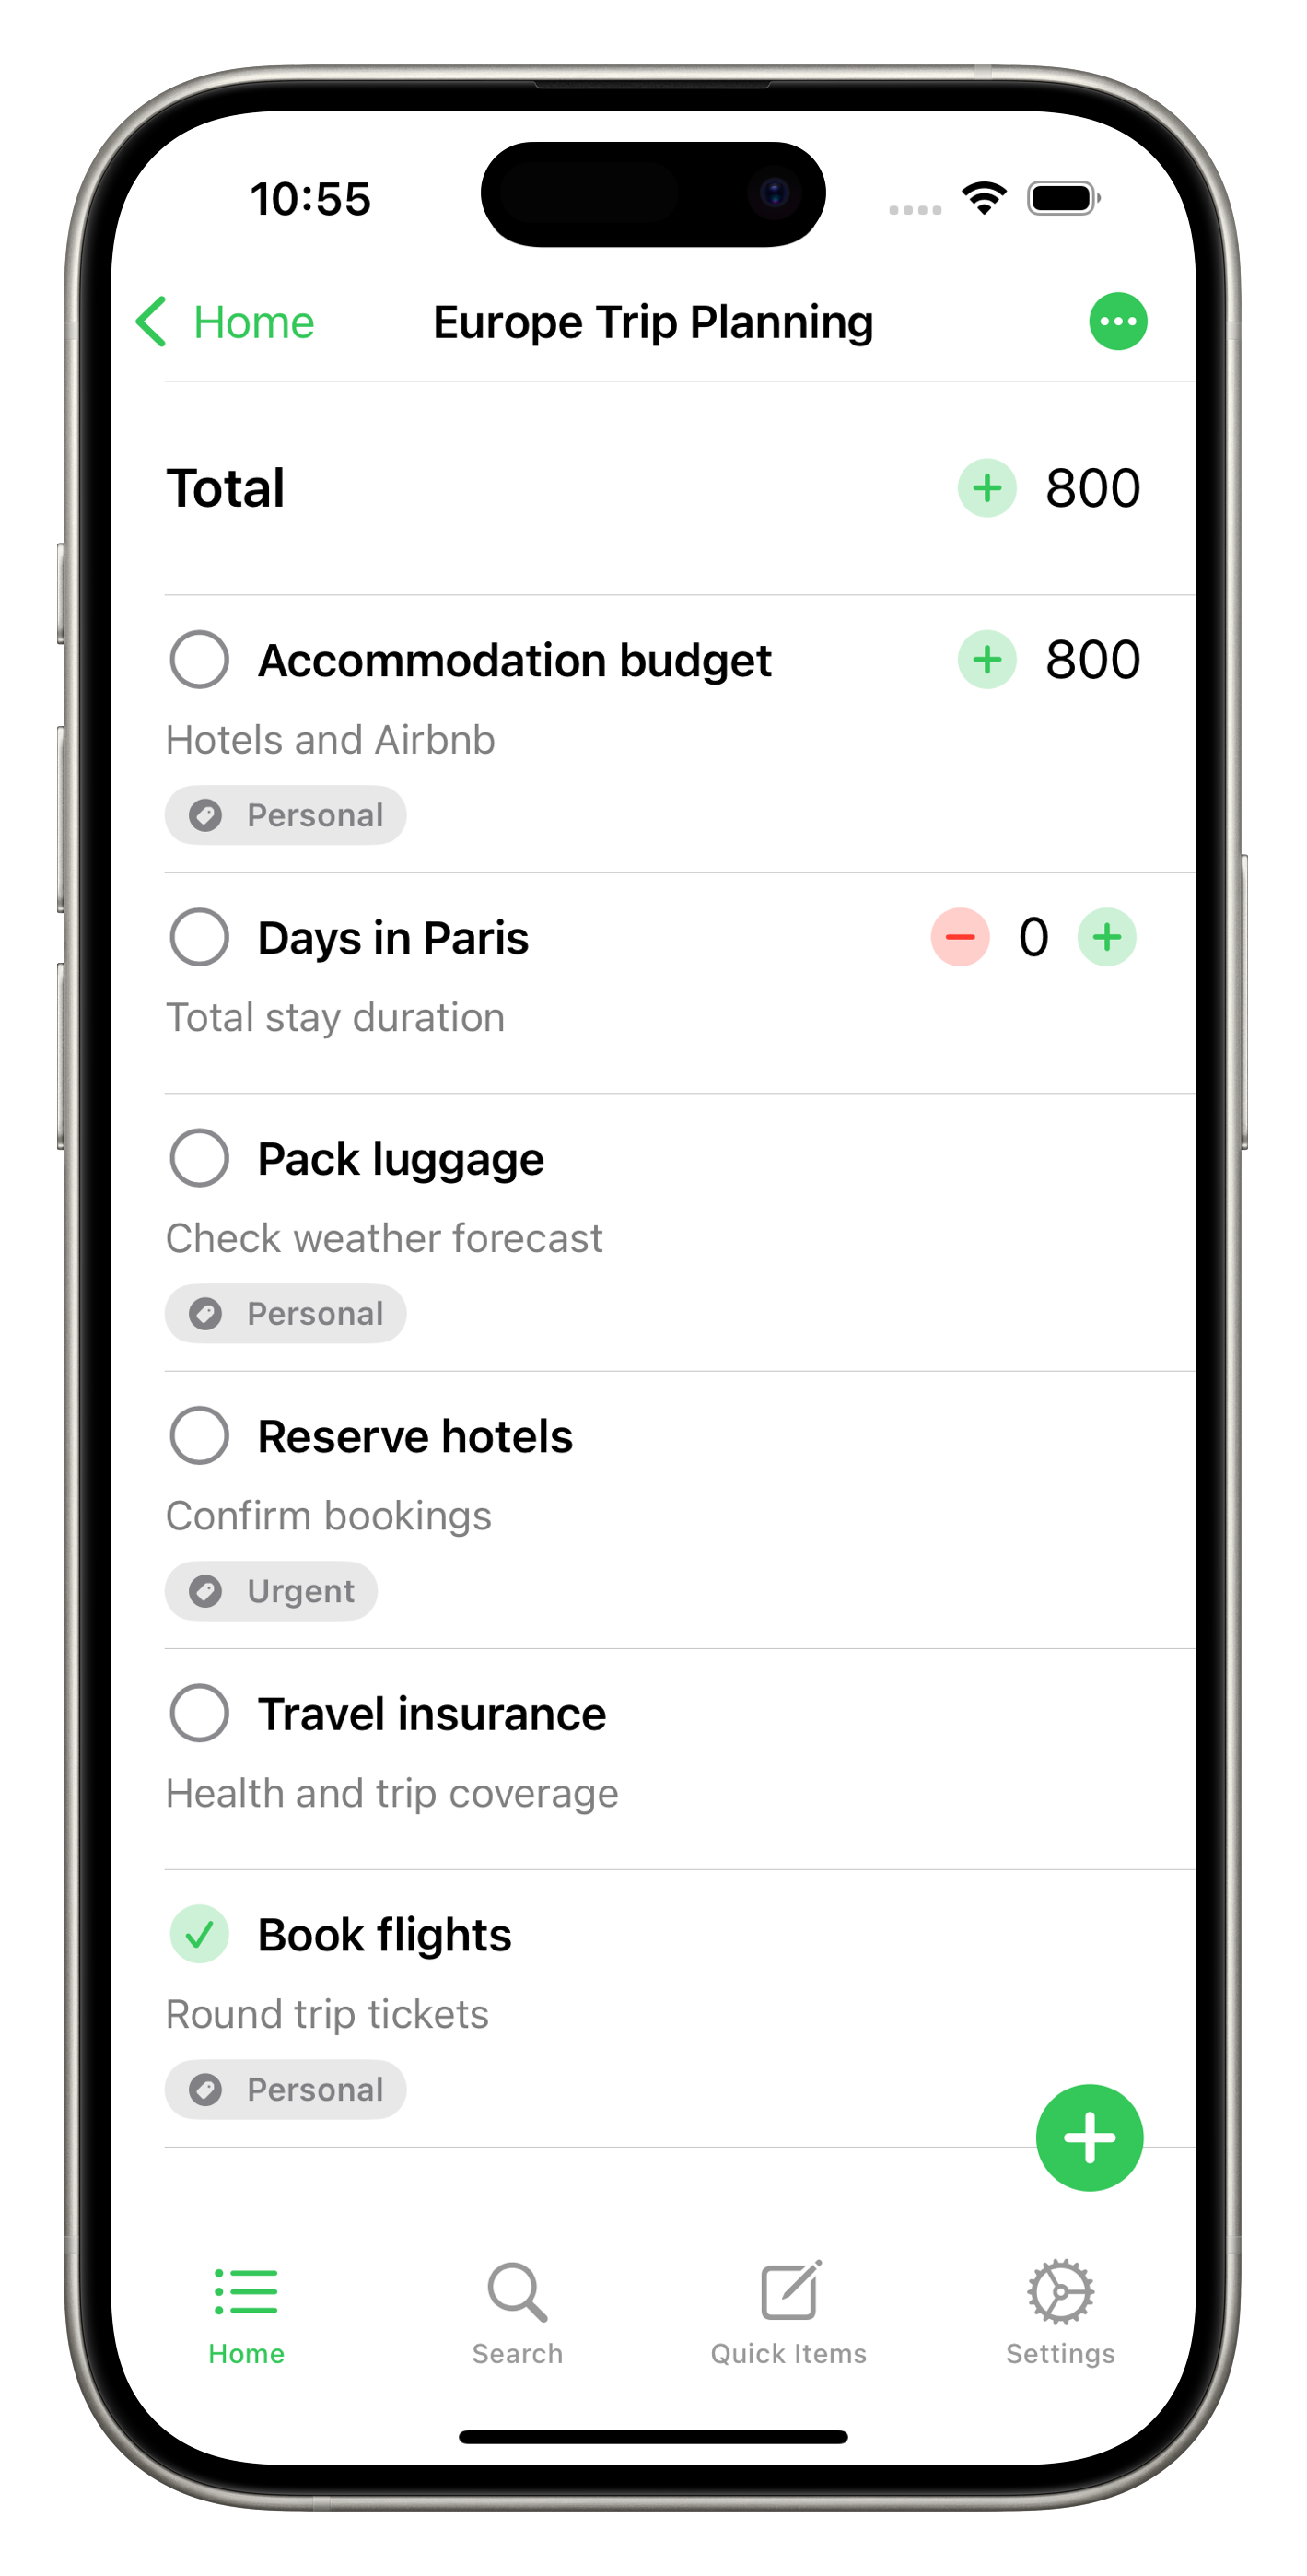 10:55
Home
Europe Trip Planning
Total
800
Accommodation budget
800
Hotels and Airbnb
Personal
Days in Paris
0
Total stay duration
Pack luggage
Check weather forecast
Personal
Reserve hotels
Confirm bookings
Urgent
Travel insurance
Health and trip coverage
Book flights
Round trip tickets
Personal
Home
Search
Quick Items
Settings